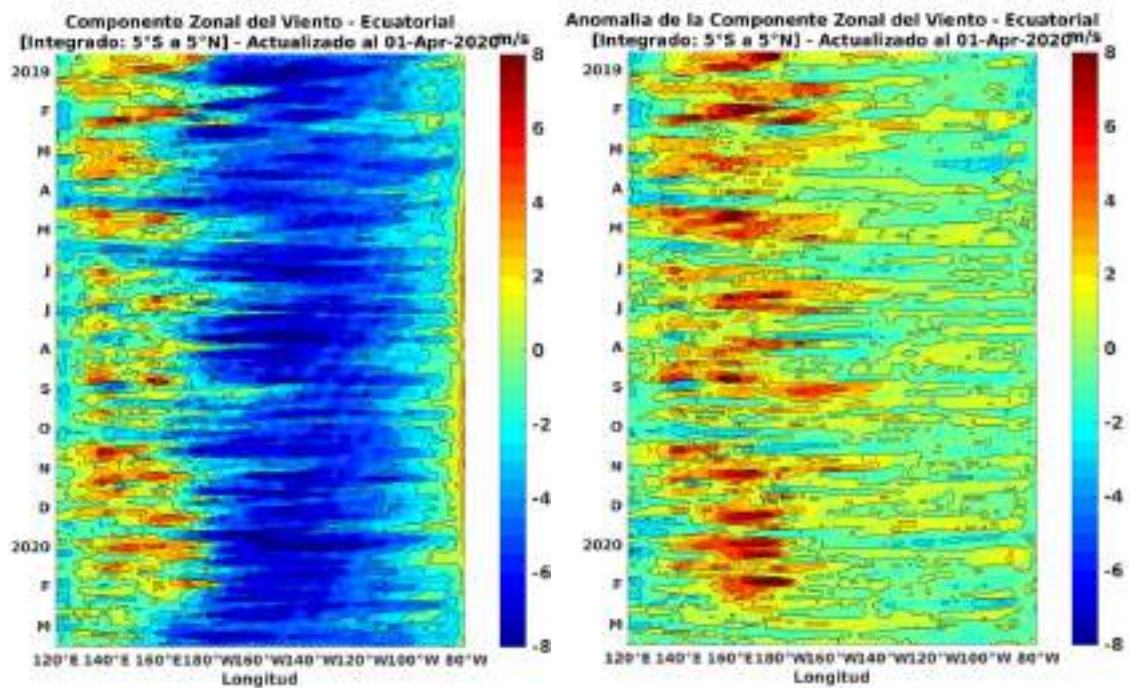 Componente Zonal del Viento - Ecuatorial
[Integrado: 5°S a 5°N] - Actualizado al 01-Apr-2020
m/s
2019
F
M
A
M
J
J
A
S
O
N
D
2020
F
M
120°E 140°E 160°E 180°W 160°W 140°W 120°W 100°W 80°W
Longitud
8
6
4
2
0
-2
-4
-6
-8
Anomalia de la Componente Zonal del Viento - Ecuatorial
[Integrado: 5°S a 5°N] - Actualizado al 01-Apr-2020
m/s
2019
F
M
A
M
J
J
A
S
O
N
D
2020
F
M
120°E 140°E 160°E 180°W 160°W 140°W 120°W 100°W 80°W
Longitud
8
6
4
2
0
-2
-4
-6
-8